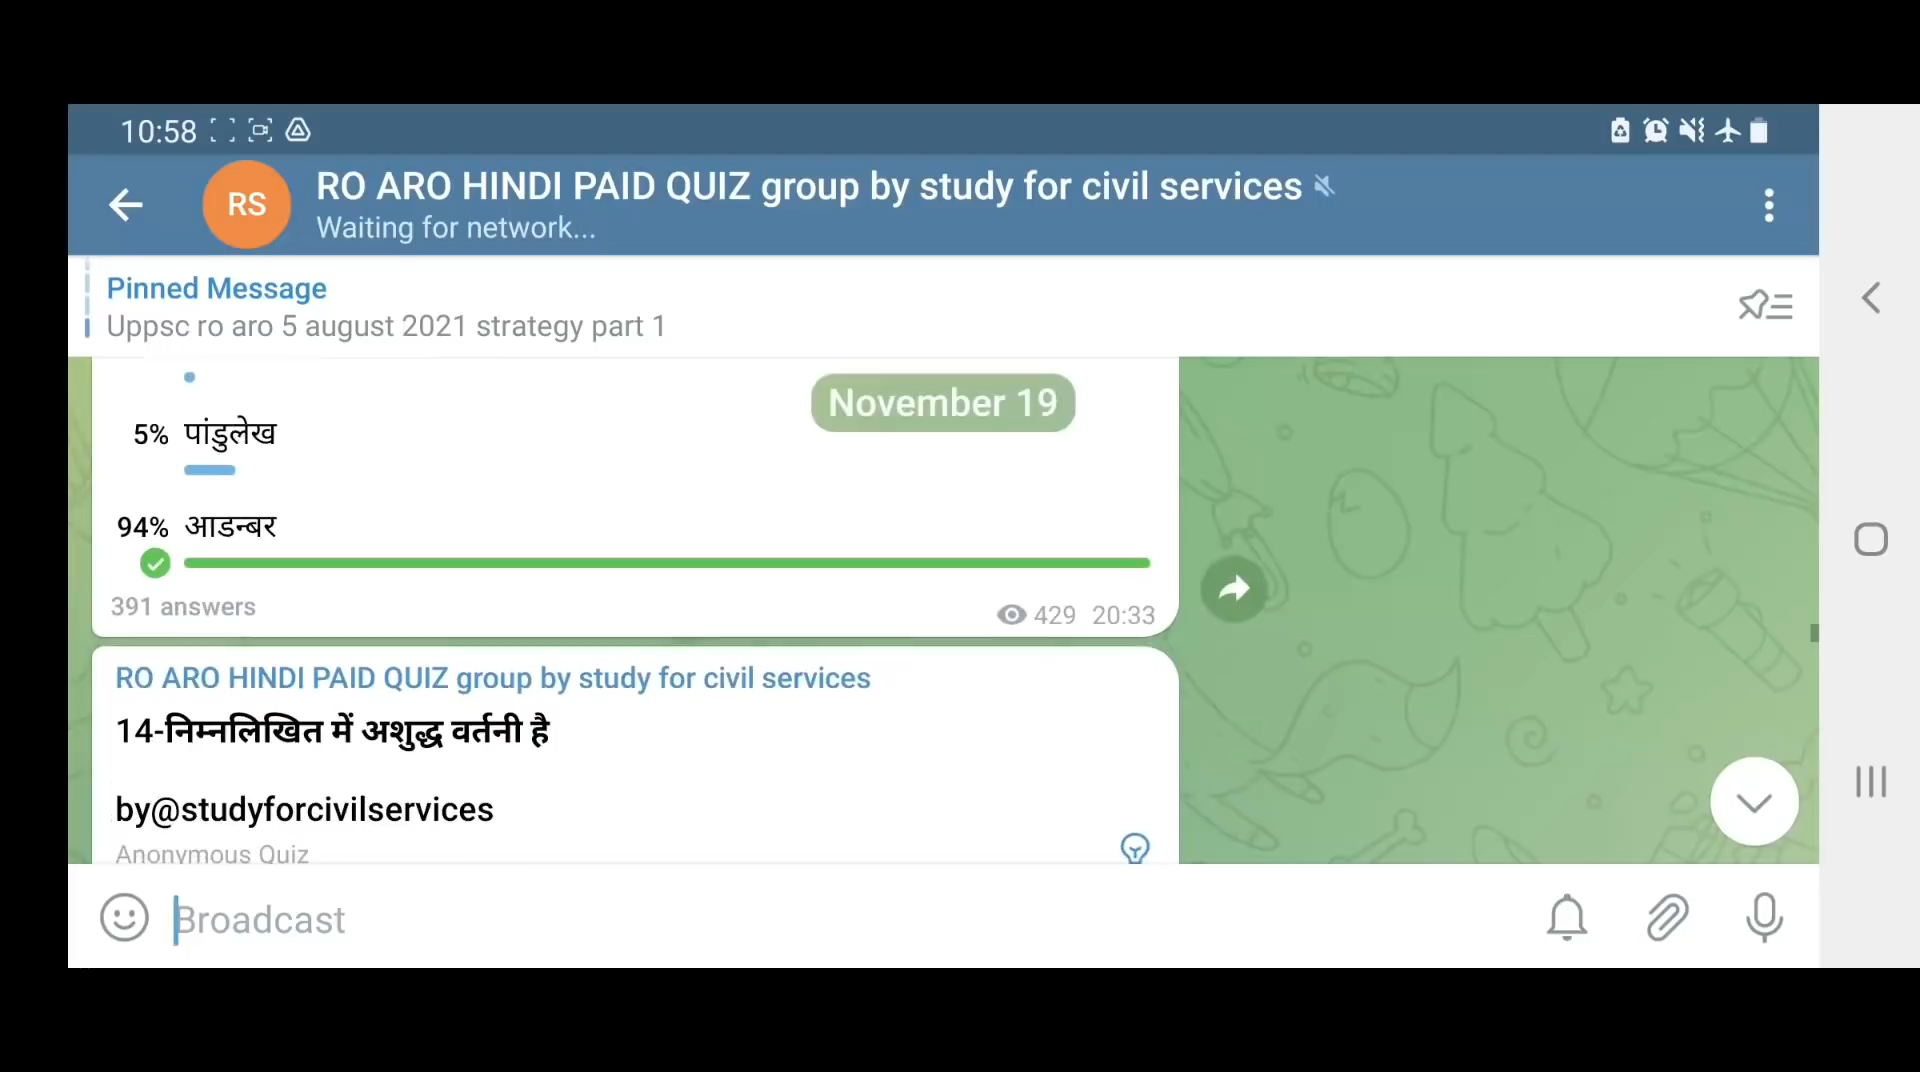 10:58
RS
RO ARO HINDI PAID QUIZ group by study for civil services
Waiting for network...
Pinned Message
Uppsc ro aro 5 august 2021 strategy part 1
November 19
5% पांडुलेख
94% आडन्बर
391 answers
429 20:33
RO ARO HINDI PAID QUIZ group by study for civil services
14-निम्नलिखित में अशुद्ध वर्तनी है
by@studyforcivilservices
Anonymous Quiz
Broadcast